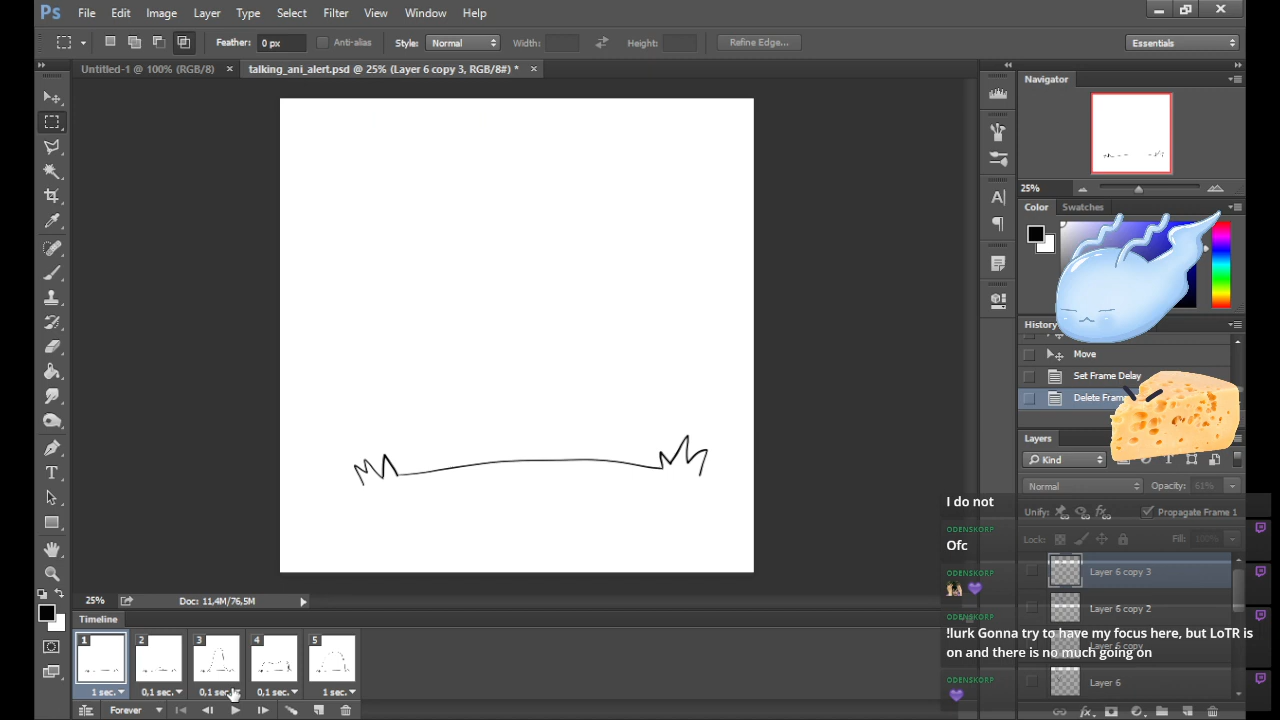 Ps File Edit Image Layer Type Select Filter View Window Help
Feather: 0 px Anti-alias Style: Normal Width: Height: Refine Edge... Essentials
Untitled-1 @ 100% (RGB/8) × talking_ani_alert.psd @ 25% (Layer 6 copy 3, RGB/8#) * ×
Navigator
25%
Color Swatches
History
Move
Set Frame Delay
Delete Frame
Layers
Kind
Normal Opacity: 61%
Unify: Propagate Frame 1
Lock: Fill: 100%
Layer 6 copy 3
Layer 6 copy 2
Layer 6
I do not
ODENSKORP
Ofc
ODENSKORP
ODENSKORP
!lurk Gonna try to have my focus here, but LoTR is
on and there is no much going on
ODENSKORP
25% Doc: 11,4M/76,5M
Timeline
1 2 3 4 5
1 sec. 0,1 sec. 0,1 sec. 0,1 sec. 1 sec.
Forever